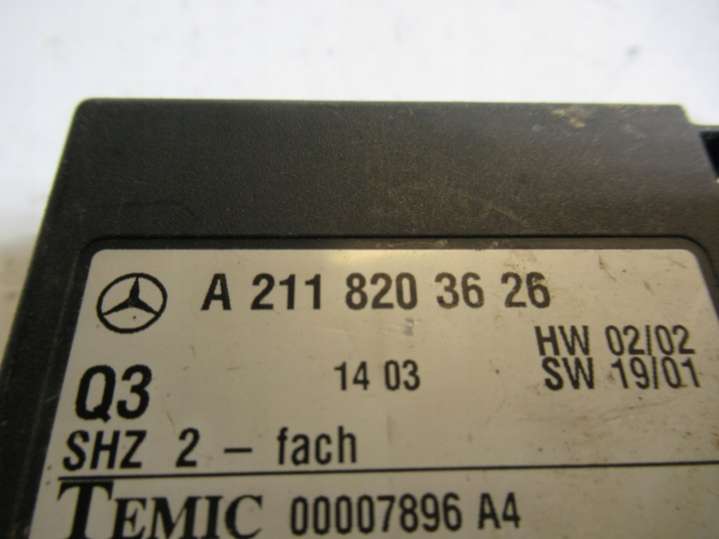 A 211 820 36 26
HW 02/02
Q3 14 03 SW 19/01
SHZ 2 - fach
TEMIC 00007896 A4